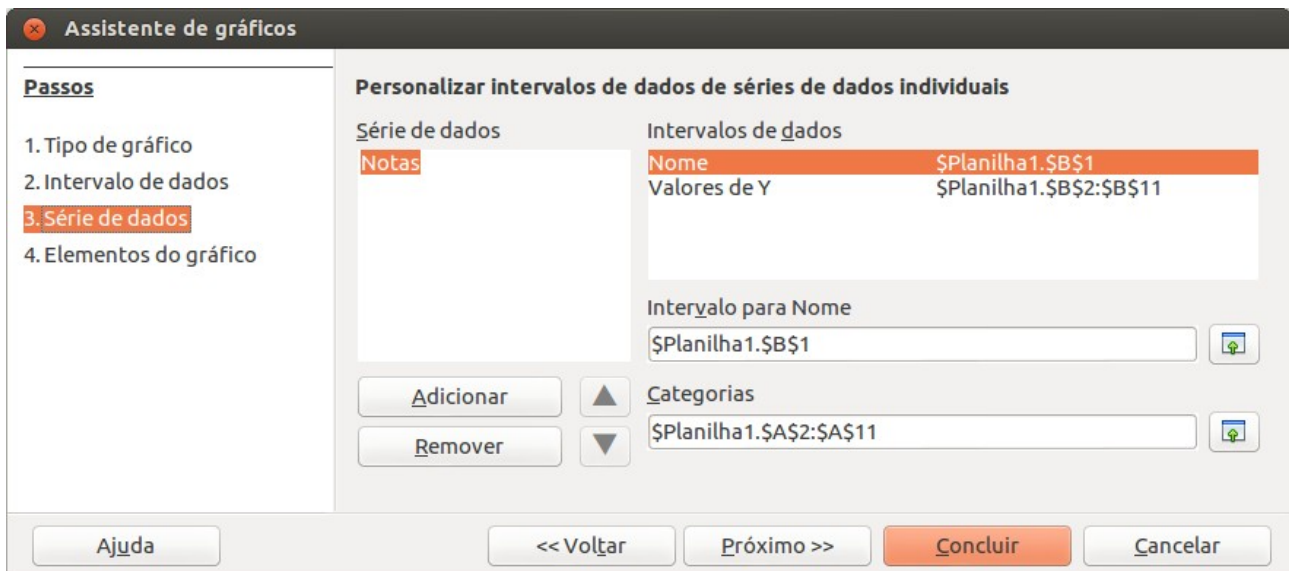 Assistente de gráficos
Passos
1. Tipo de gráfico
2. Intervalo de dados
3. Série de dados
4. Elementos do gráfico
Personalizar intervalos de dados de séries de dados individuais
Série de dados
Notas
Adicionar
Remover
Intervalos de dados
Nome $Planilha1.$B$1
Valores de Y $Planilha1.$B$2:$B$11
Intervalo para Nome
$Planilha1.$B$1
Categorias
$Planilha1.$A$2:$A$11
Ajuda << Voltar Próximo >> Concluir Cancelar